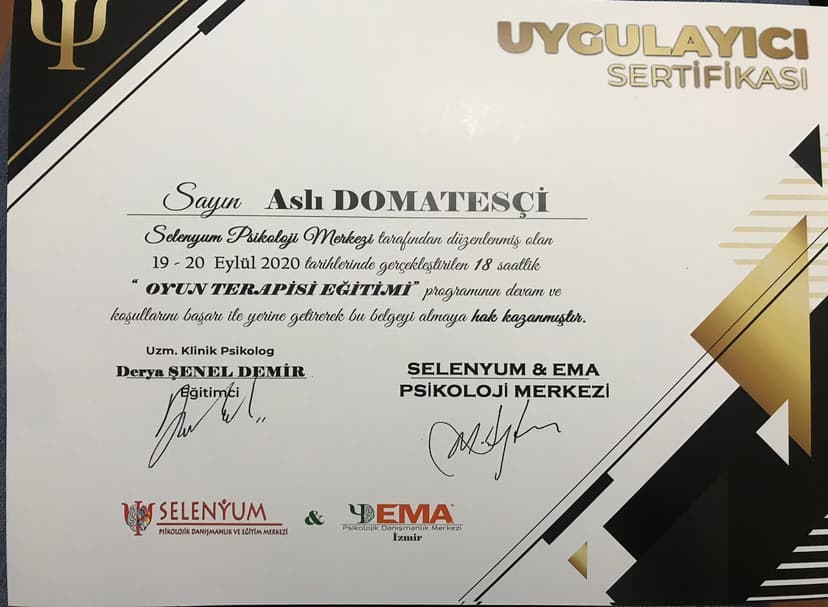 UYGULAYICI
SERTİFİKASI
Sayın Aslı DOMATESÇİ
Selenyum Psikoloji Merkezi tarafından düzenlenmiş olan
19 - 20 Eylül 2020 tarihlerinde gerçekleştirilen 18 saatlik
“ OYUN TERAPİSİ EĞİTİMİ” programının devam ve
koşullarını başarı ile yerine getirerek bu belgeyi almaya hak kazanmıştır.
Uzm. Klinik Psikolog
Derya ŞENEL DEMİR
Eğitimci
SELENYUM & EMA
PSİKOLOJİ MERKEZİ
SELENYUM
PSİKOLOJİK DANIŞMANLIK VE EĞİTİM MERKEZİ
&
EMA
Psikolojik Danışmanlık Merkezi
İzmir